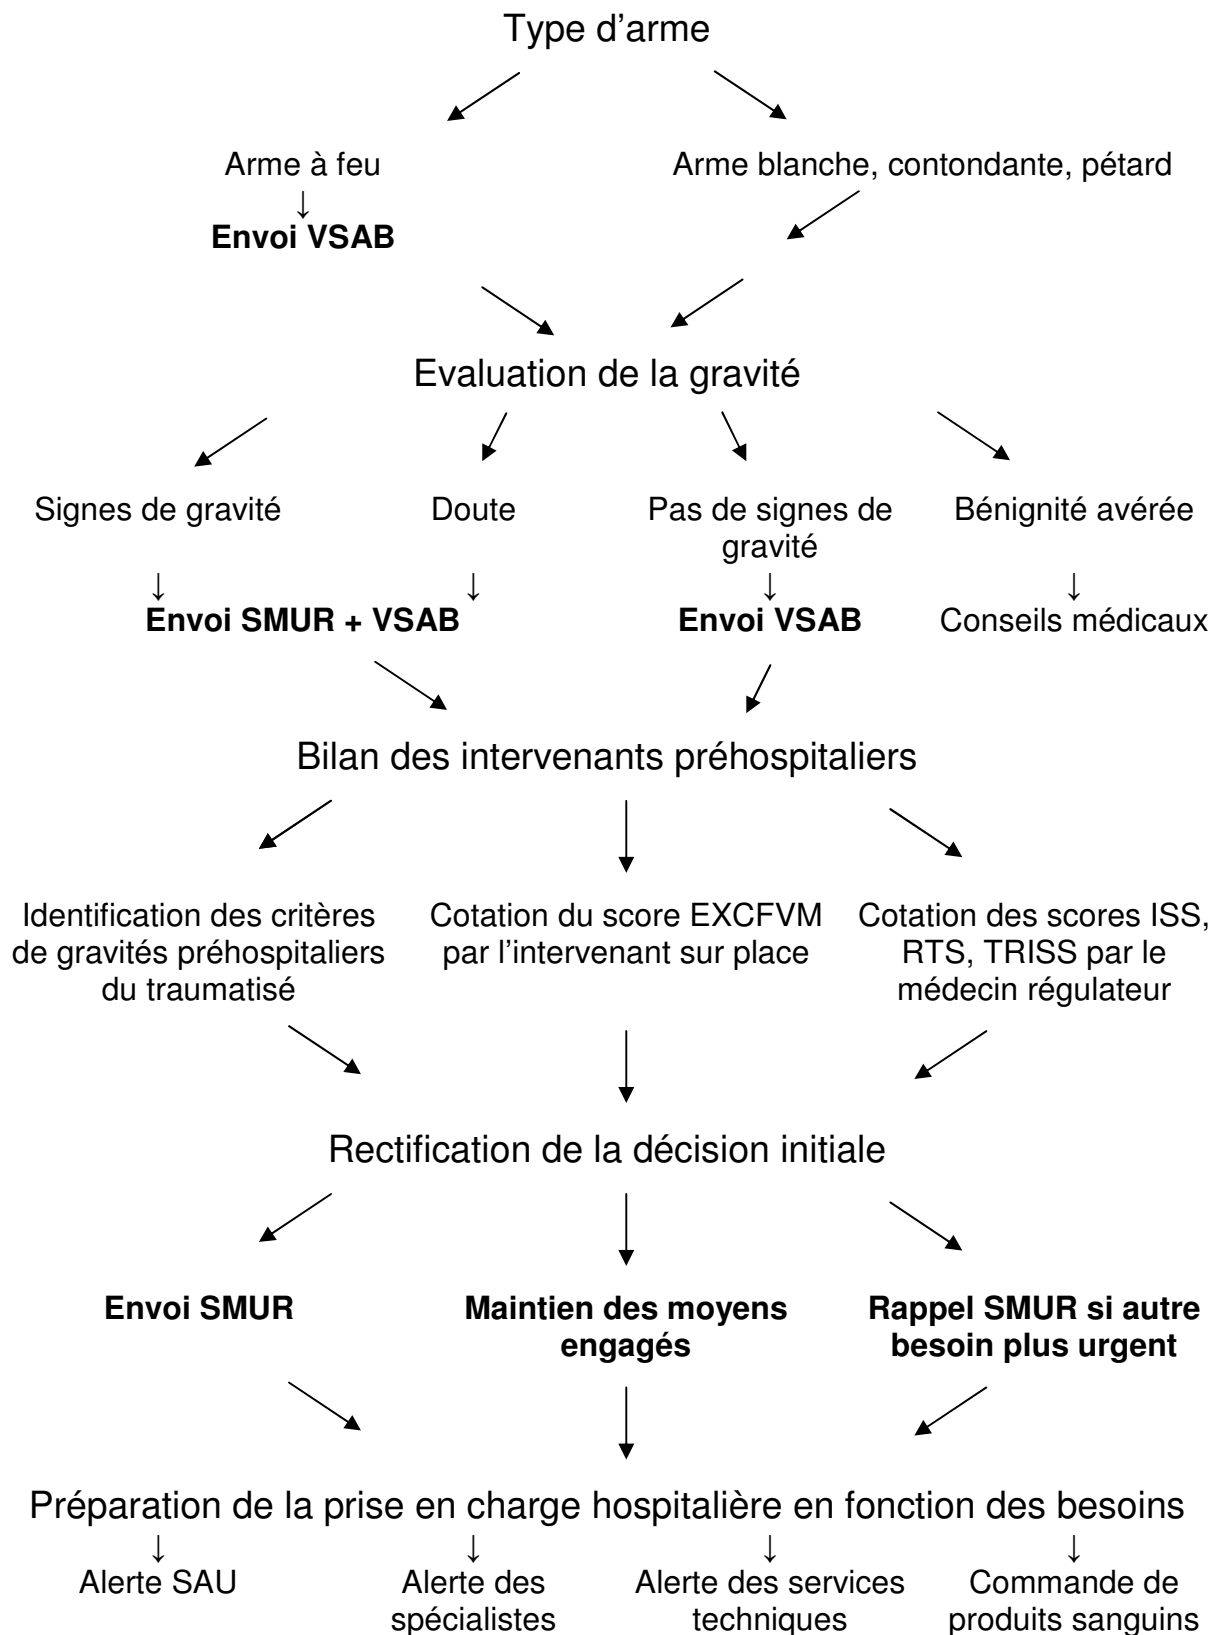 Type d'arme
Arme à feu
Arme blanche, contondante, pétard
↓
Envoi VSAB
Evaluation de la gravité
Signes de gravité
Doute
Pas de signes de
gravité
Bénignité avérée
↓ ↓ ↓ ↓
Envoi SMUR + VSAB
Envoi VSAB
Conseils médicaux
Bilan des intervenants préhospitaliers
Identification des critères
de gravités préhospitaliers
du traumatisé
Cotation du score EXCFVM
par l'intervenant sur place
Cotation des scores ISS,
RTS, TRISS par le
médecin régulateur
Rectification de la décision initiale
Envoi SMUR
Maintien des moyens
engagés
Rappel SMUR si autre
besoin plus urgent
Préparation de la prise en charge hospitalière en fonction des besoins
↓ ↓ ↓ ↓
Alerte SAU
Alerte des
spécialistes
Alerte des services
techniques
Commande de
produits sanguins